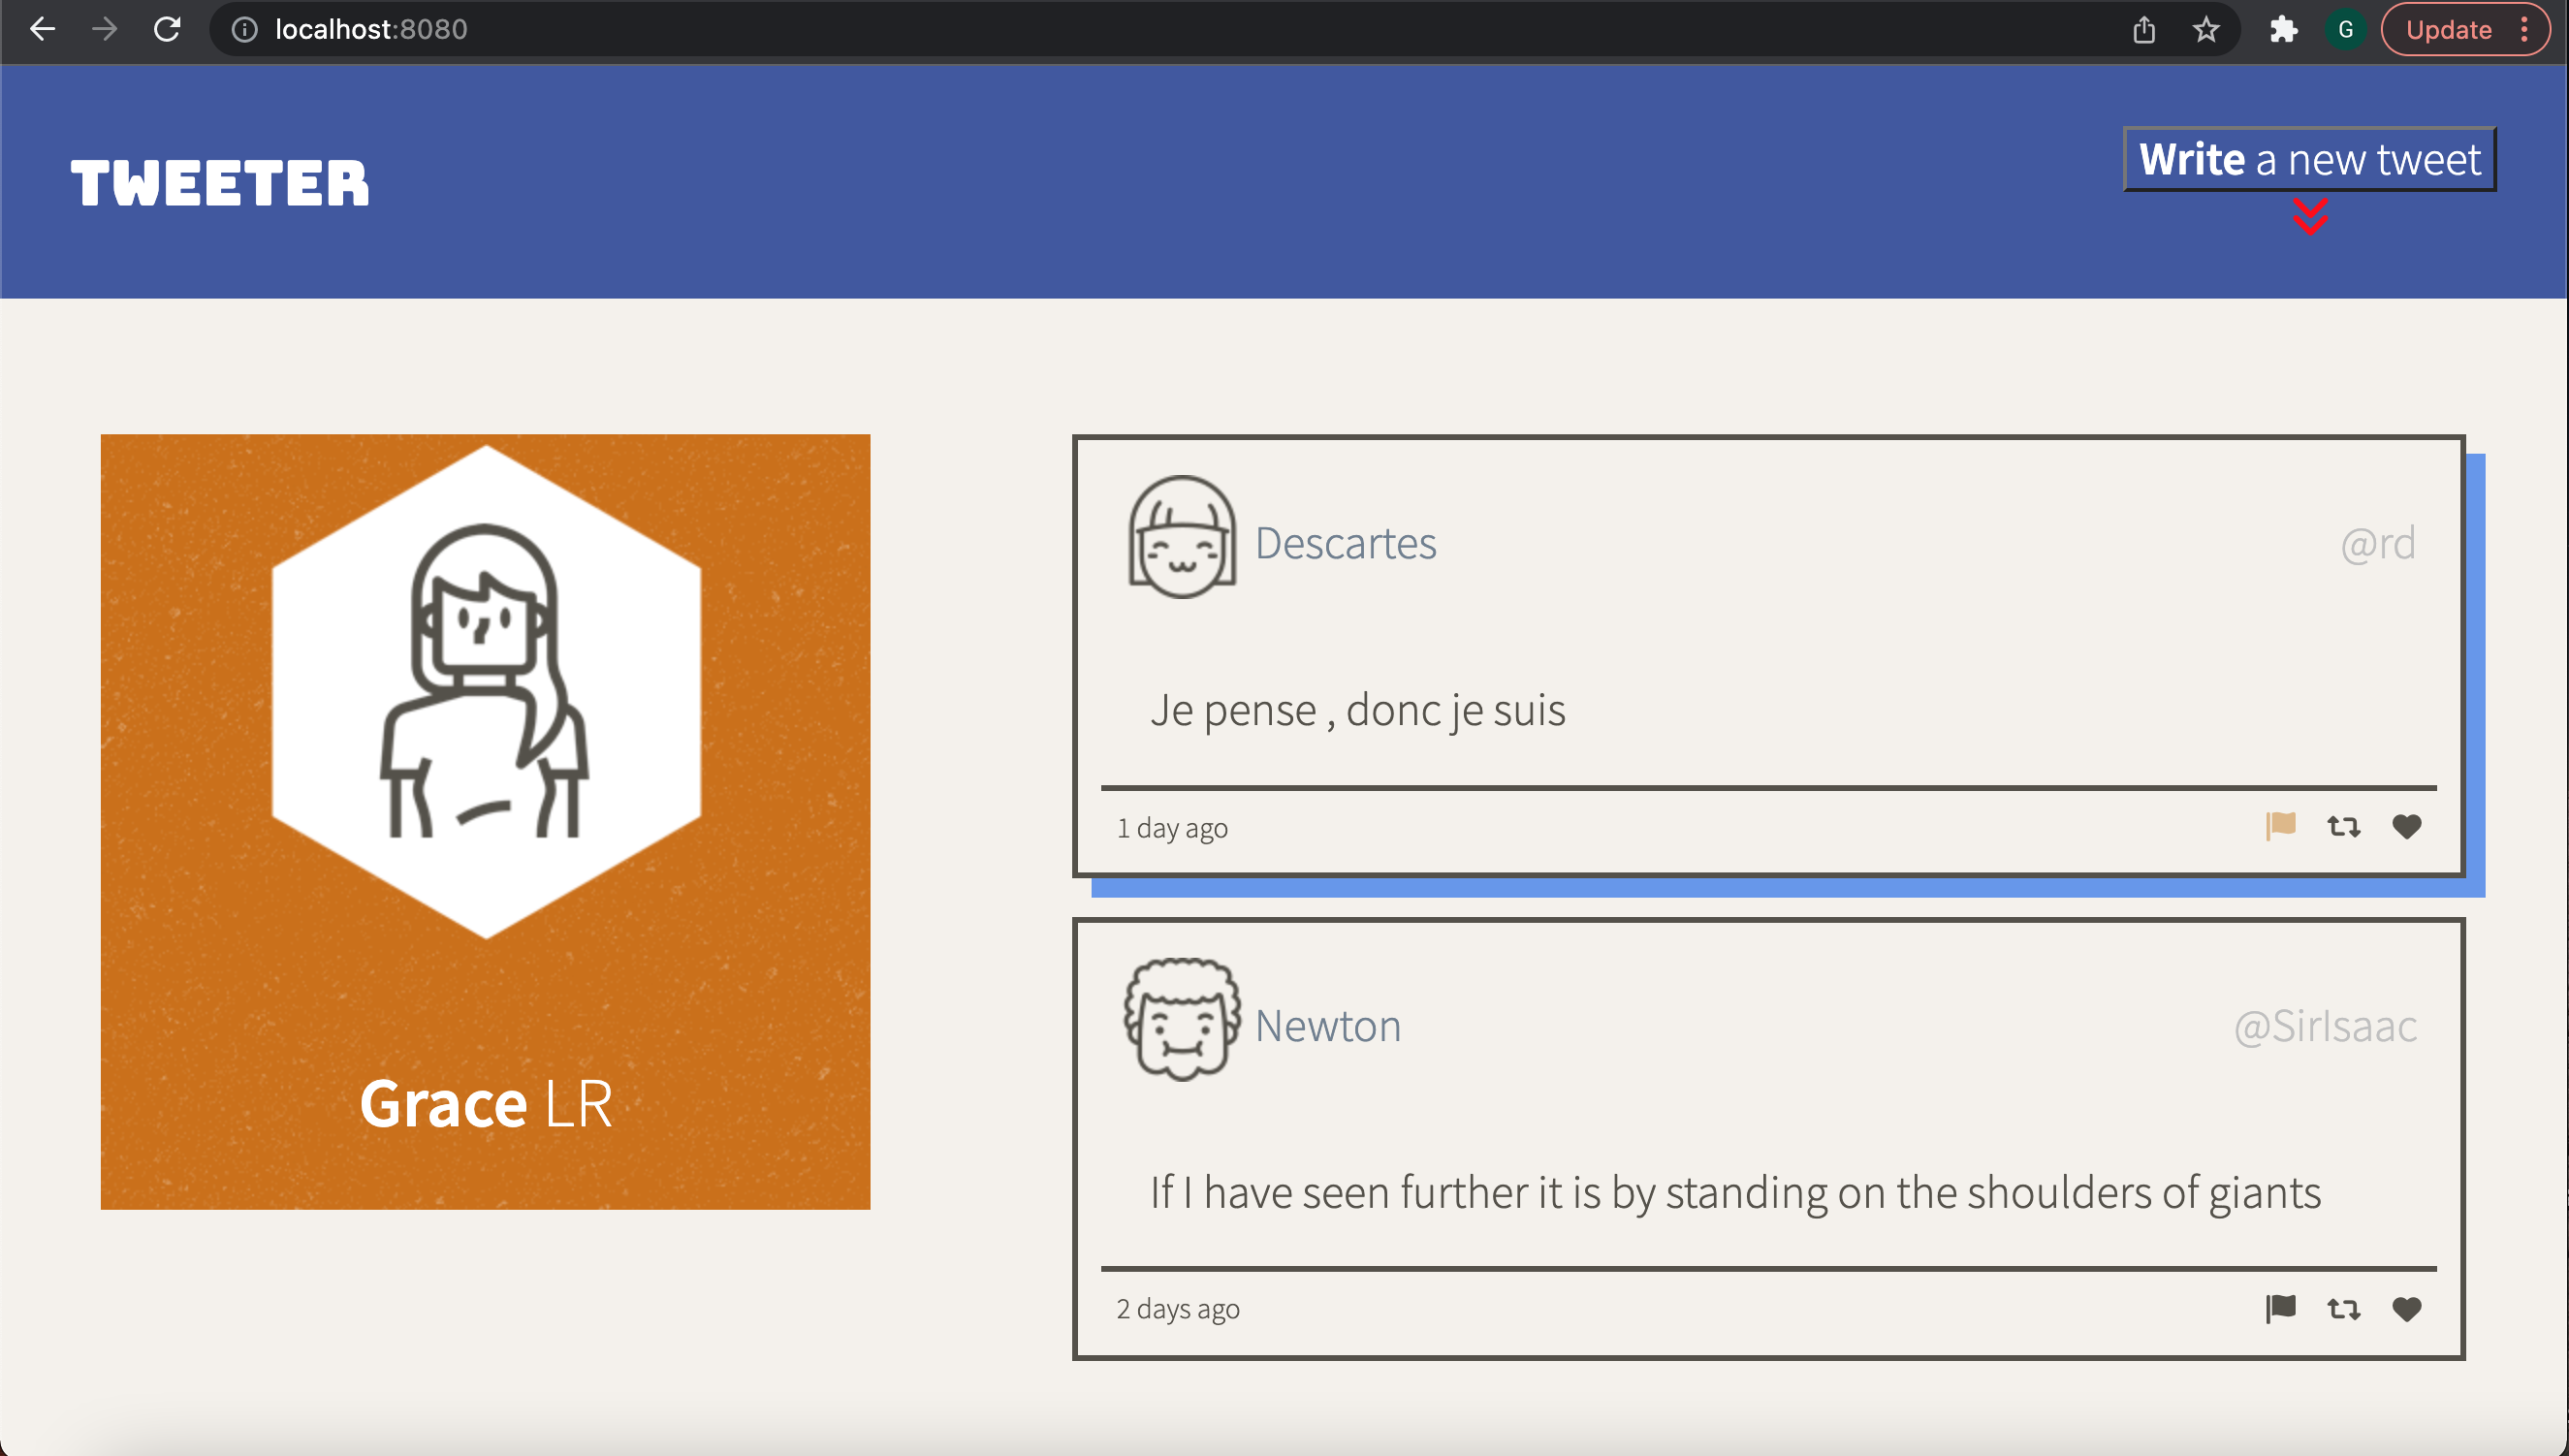 localhost:8080
G
Update
TWEETER
Write a new tweet
Grace LR
Descartes
@rd
Je pense , donc je suis
1 day ago
Newton
@SirIsaac
If I have seen further it is by standing on the shoulders of giants
2 days ago